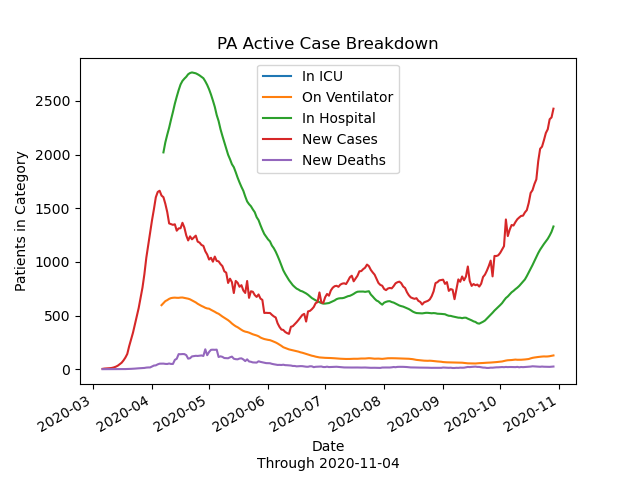 PA Active Case Breakdown
In ICU
On Ventilator
In Hospital
New Cases
New Deaths
Patients in Category
2500
2000
1500
1000
500
0
2020-03
2020-04
2020-05
2020-06
2020-07
2020-08
2020-09
2020-10
2020-11
Date
Through 2020-11-04